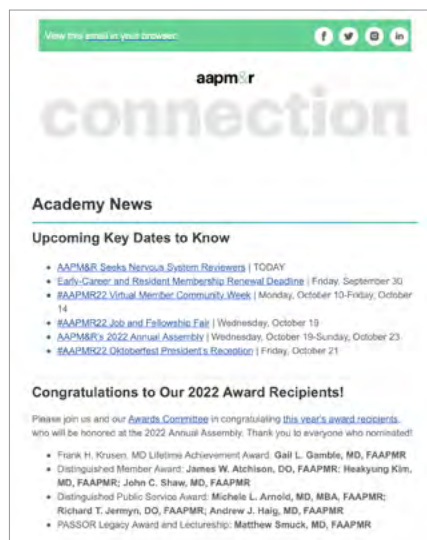 View this email in your browser.
aapm&r
connection
Academy News
Upcoming Key Dates to Know
• AAPM&R Seeks Nervous System Reviewers | TODAY
• Early-Career and Resident Membership Renewal Deadline | Friday, September 30
• #AAPMR22 Virtual Member Community Week | Monday, October 10-Friday, October
14
• #AAPMR22 Job and Fellowship Fair | Wednesday, October 19
• AAPM&R's 2022 Annual Assembly | Wednesday, October 19-Sunday, October 23
• #AAPMR22 Oktoberfest President's Reception | Friday, October 21
Congratulations to Our 2022 Award Recipients!
Please join us and our Awards Committee in congratulating this year's award recipients,
who will be honored at the 2022 Annual Assembly. Thank you to everyone who nominated!
• Frank H. Krusen, MD Lifetime Achievement Award: Gail L. Gamble, MD, FAAPMR
• Distinguished Member Award: James W. Atchison, DO, FAAPMR; Heakyung Kim,
MD, FAAPMR; John C. Shaw, MD, FAAPMR
• Distinguished Public Service Award: Michele L. Arnold, MD, MBA, FAAPMR;
Richard T. Jermyn, DO, FAAPMR; Andrew J. Haig, MD, FAAPMR
• PASSOR Legacy Award and Lectureship: Matthew Smuck, MD, FAAPMR